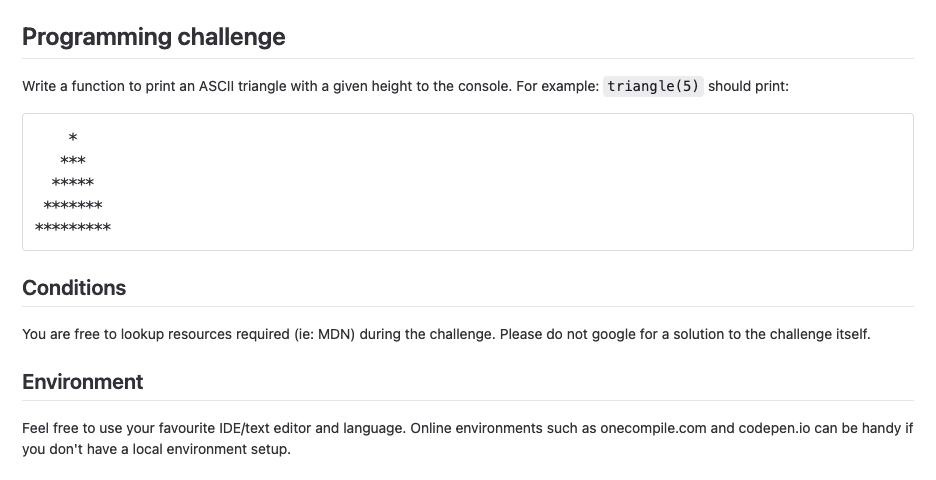 Programming challenge
Write a function to print an ASCII triangle with a given height to the console. For example: triangle(5) should print:
    *
   ***
  *****
 *******
*********
Conditions
You are free to lookup resources required (ie: MDN) during the challenge. Please do not google for a solution to the challenge itself.
Environment
Feel free to use your favourite IDE/text editor and language. Online environments such as onecompile.com and codepen.io can be handy if
you don't have a local environment setup.